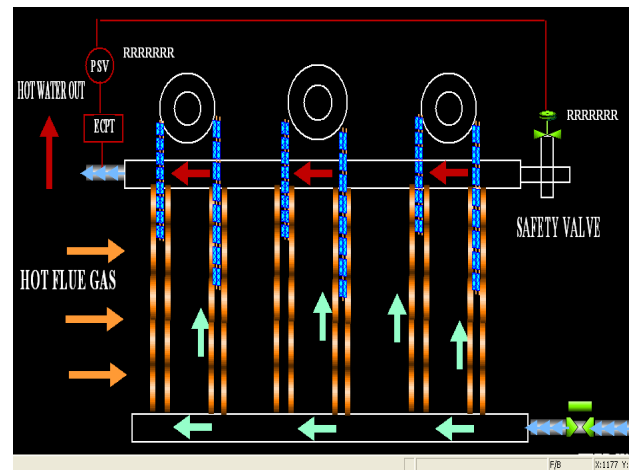 RRRRRRR
PSV
HOT WATER OUT
ECPT
RRRRRRR
SAFETY VALVE
HOT FLUE GAS
F/B
X:1177 Y: